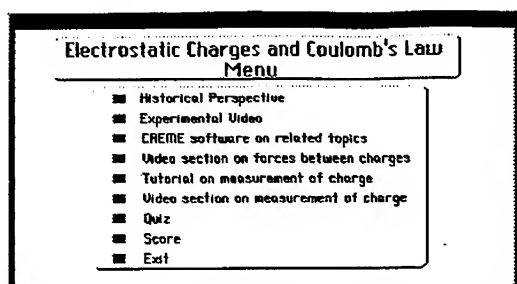 Electrostatic Charges and Coulomb's Law
Menu
Historical Perspective
Experimental Video
CREME software on related topics
Video section on forces between charges
Tutorial on measurement of charge
Video section on measurement of charge
Quiz
Score
Exit